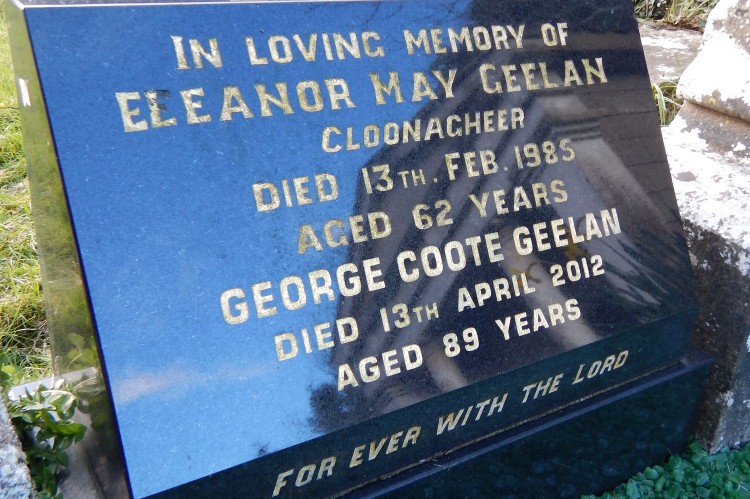 IN LOVING MEMORY OF
ELEANOR MAY GEELAN
CLOONAGHEER
DIED 13TH. FEB. 1985
AGED 62 YEARS
GEORGE COOTE GEELAN
DIED 13TH APRIL 2012
AGED 89 YEARS
FOR EVER WITH THE LORD